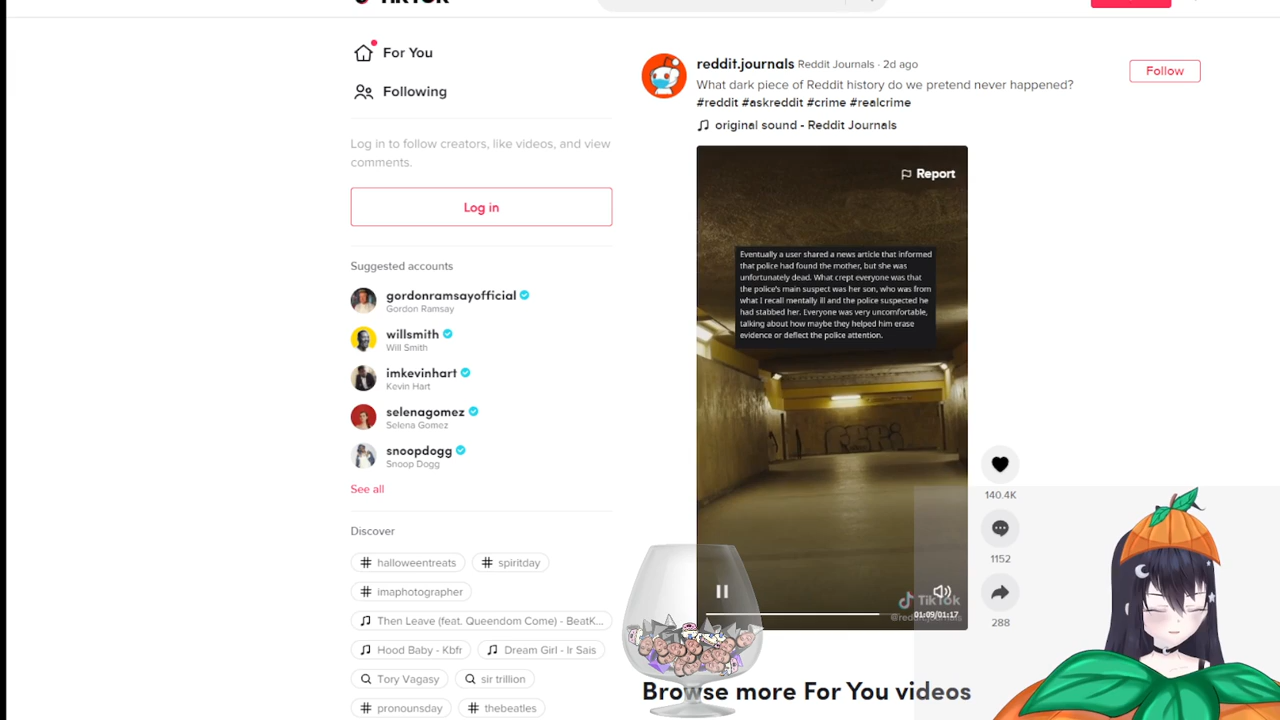 TikTok
For You
Following
Log in to follow creators, like videos, and view
comments.
Log in
Suggested accounts
gordonramsayofficial
Gordon Ramsay
willsmith
Will Smith
imkevinhart
Kevin Hart
selenagomez
Selena Gomez
snoopdogg
Snoop Dogg
See all
Discover
# halloweentreats
# spiritday
# imaphotographer
Then Leave (feat. Queendom Come) - BeatK...
Hood Baby - Kbfr
Dream Girl - Ir Sais
Tory Vagasy
sir trillion
# pronounsday
# thebeatles
reddit.journals Reddit Journals · 2d ago
Follow
What dark piece of Reddit history do we pretend never happened?
#reddit #askreddit #crime #realcrime
original sound - Reddit Journals
Report
Eventually a user shared a news article that informed
that police had found the mother, but she was
unfortunately dead. What crept everyone was that
the police's main suspect was her son, who was from
what I recall mentally ill and the police suspected he
had stabbed her. Everyone was very uncomfortable,
talking about how maybe they helped him erase
evidence or deflect the police attention.
TikTok
01:09/01:17
140.4K
1152
288
Browse more For You videos